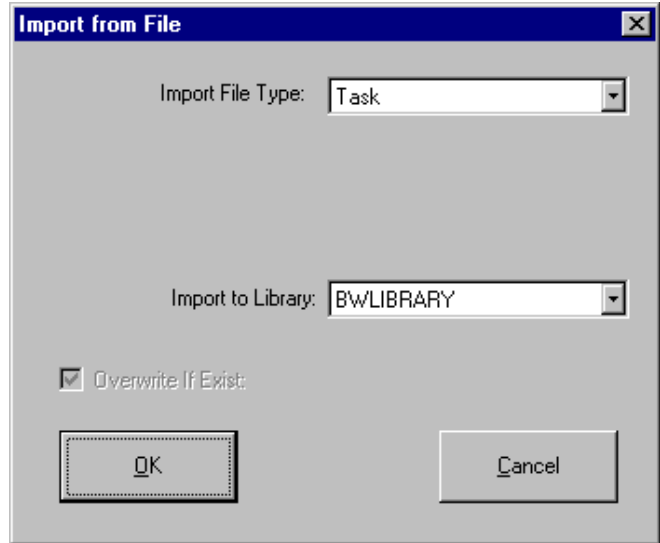 Import from File
Import File Type: Task
Import to Library: BWLIBRARY
Overwrite If Exist:
OK Cancel